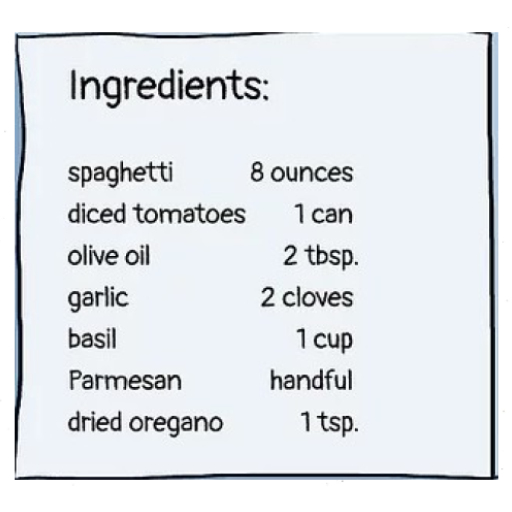 Ingredients:
spaghetti 8 ounces
diced tomatoes 1 can
olive oil 2 tbsp.
garlic 2 cloves
basil 1 cup
Parmesan handful
dried oregano 1 tsp.